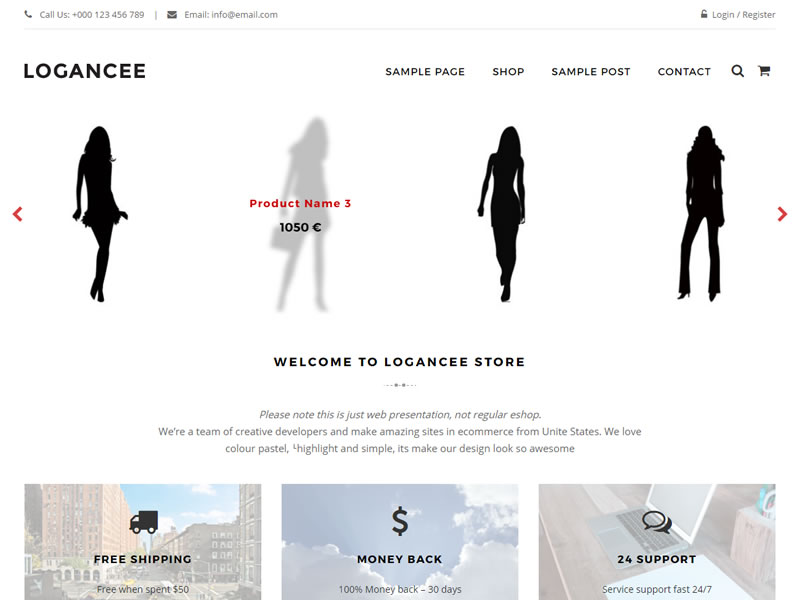 Call Us: +000 123 456 789 | Email: info@email.com
Login / Register
LOGANCEE
SAMPLE PAGE SHOP SAMPLE POST CONTACT
Product Name 3
1050 €
WELCOME TO LOGANCEE STORE
Please note this is just web presentation, not regular eshop.
We're a team of creative developers and make amazing sites in ecommerce from Unite States. We love
colour pastel, └highlight and simple, its make our design look so awesome
FREE SHIPPING
Free when spent $50
$
MONEY BACK
100% Money back – 30 days
24 SUPPORT
Service support fast 24/7